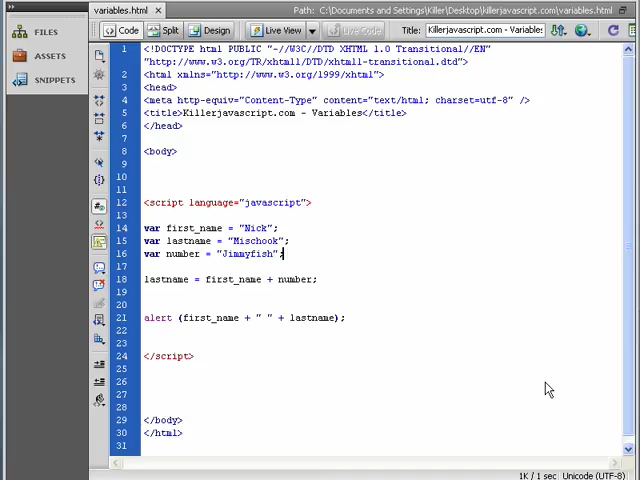 variables.html ×
Path: C:\Documents and Settings\Killer\Desktop\killerjavascript.com\variables.html
Code Split Design Live View Live Code Title: Killerjavascript.com - Variables
FILES
ASSETS
SNIPPETS
1 <!DOCTYPE html PUBLIC "-//W3C//DTD XHTML 1.0 Transitional//EN"
"http://www.w3.org/TR/xhtml1/DTD/xhtml1-transitional.dtd">
2 <html xmlns="http://www.w3.org/1999/xhtml">
3 <head>
4 <meta http-equiv="Content-Type" content="text/html; charset=utf-8" />
5 <title>Killerjavascript.com - Variables</title>
6 </head>
7
8 <body>
9
10
11
12 <script language="javascript">
13
14 var first_name = "Nick";
15 var lastname = "Mischook";
16 var number = "Jimmyfish";
17
18 lastname = first_name + number;
19
20
21 alert (first_name + " " + lastname);
22
23
24 </script>
25
26
27
28
29 </body>
30 </html>
31
1K / 1 sec Unicode (UTF-8)